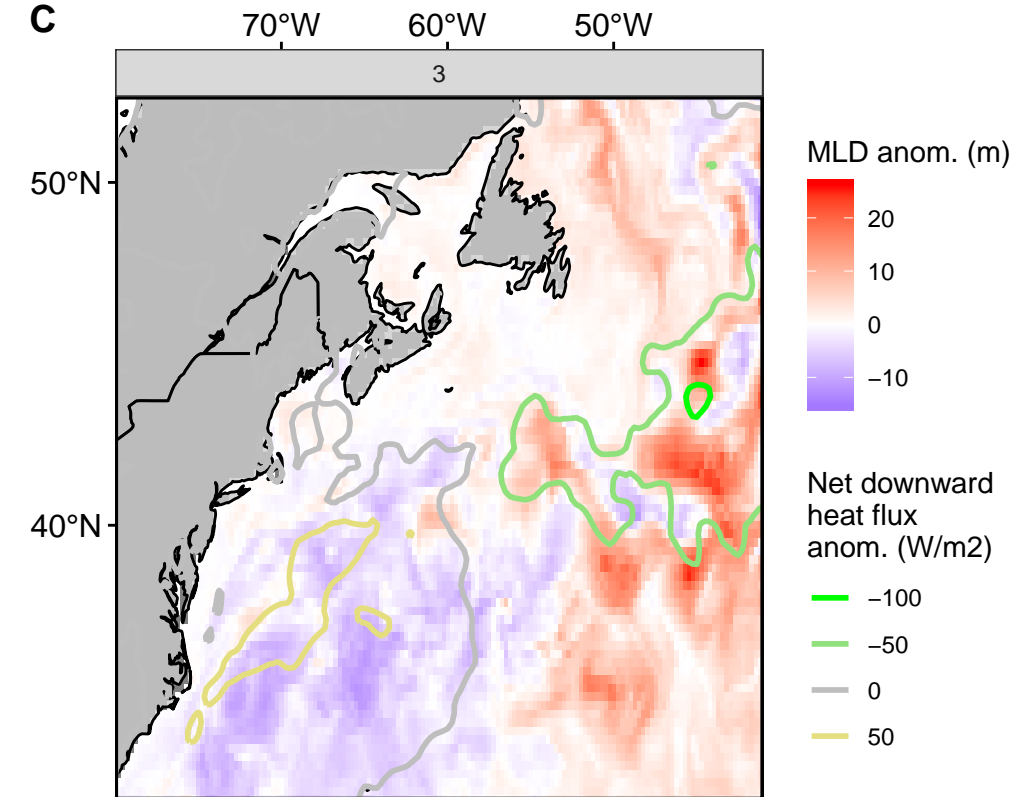 C
70°W 60°W 50°W
3
50°N
40°N
MLD anom. (m)
20
10
0
−10
Net downward
heat flux
anom. (W/m2)
−100
−50
0
50